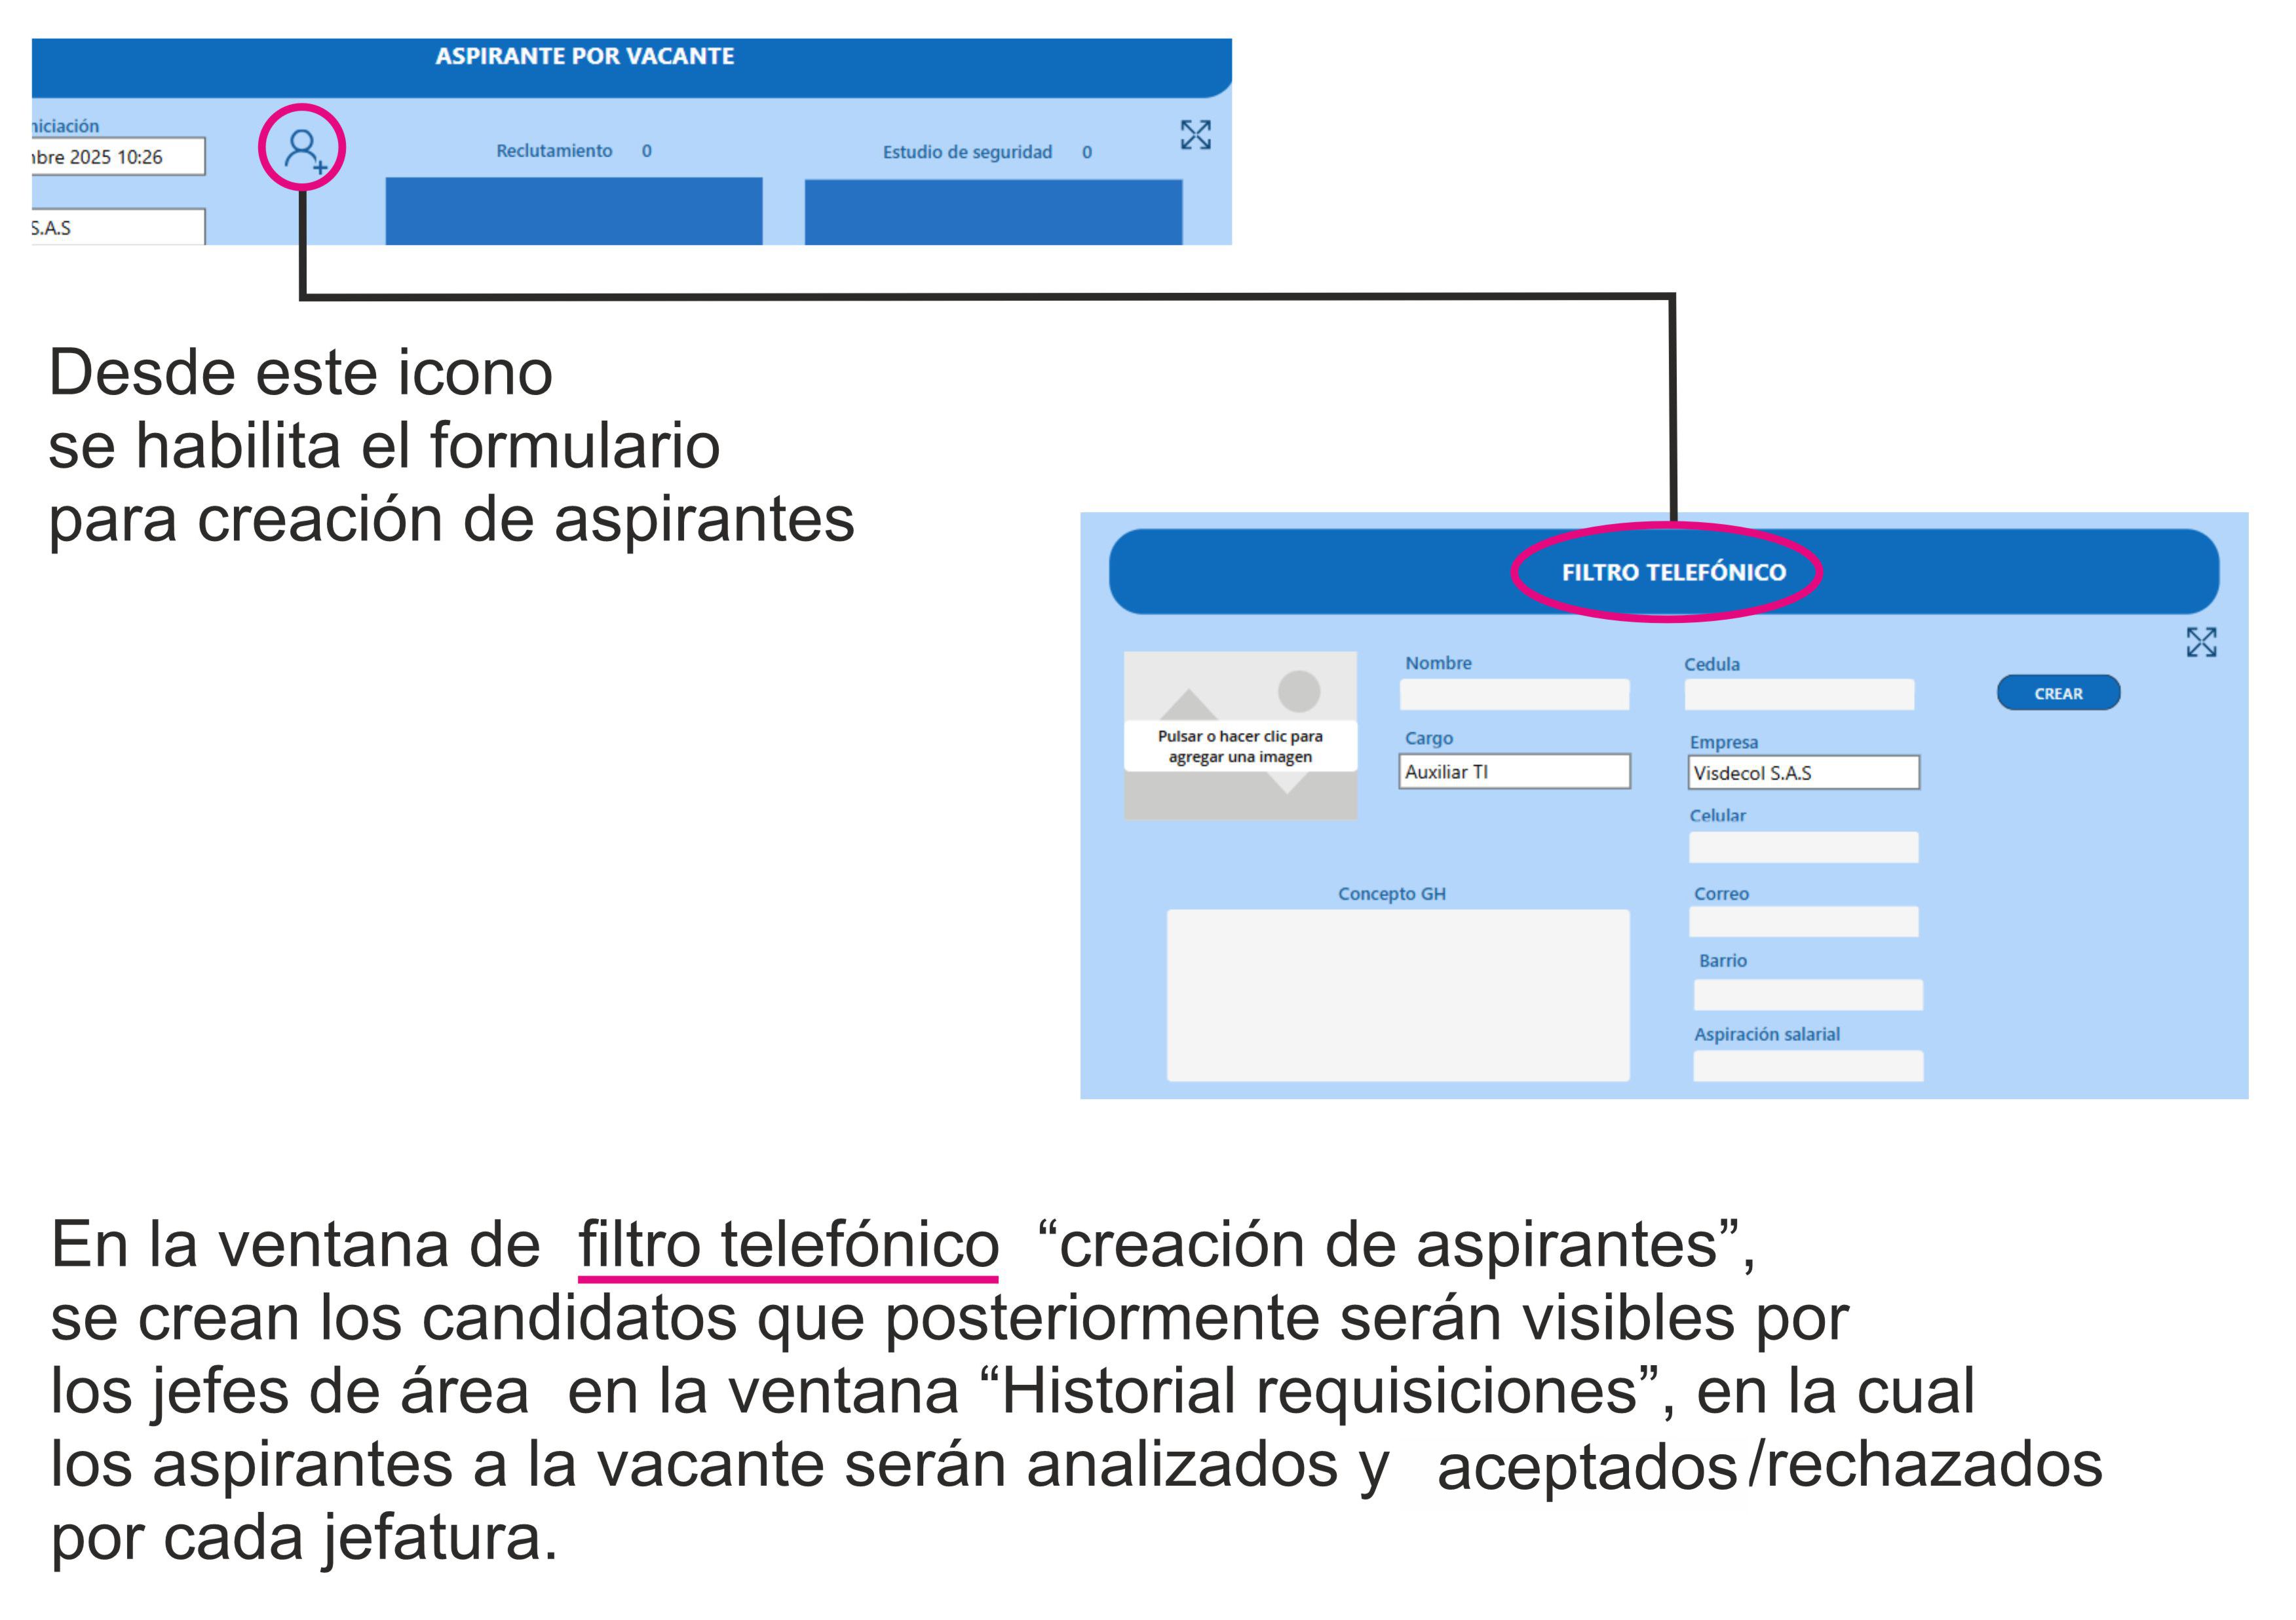 ASPIRANTE POR VACANTE
niciación
nbre 2025 10:26
Reclutamiento 0
Estudio de seguridad 0
S.A.S
Desde este icono
se habilita el formulario
para creación de aspirantes
FILTRO TELEFÓNICO
Nombre
Cedula
CREAR
Pulsar o hacer clic para
agregar una imagen
Cargo
Empresa
Auxiliar TI
Visdecol S.A.S
Celular
Concepto GH
Correo
Barrio
Aspiración salarial
En la ventana de filtro telefónico “creación de aspirantes”,
se crean los candidatos que posteriormente serán visibles por
los jefes de área en la ventana “Historial requisiciones”, en la cual
los aspirantes a la vacante serán analizados y aceptados/rechazados
por cada jefatura.